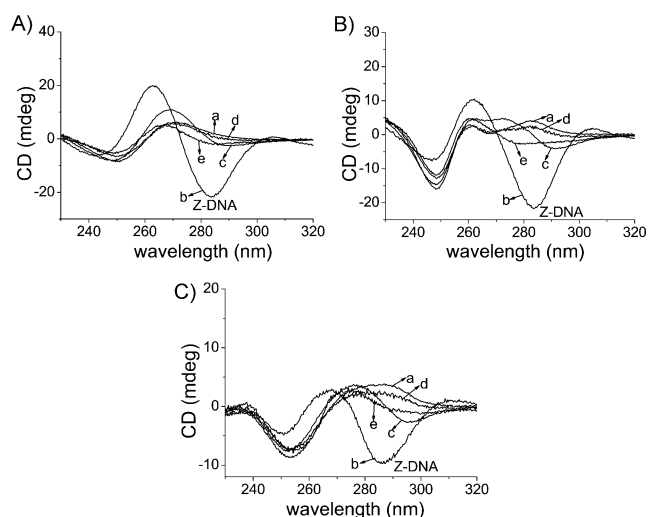 A)
CD (mdeg)
40
20
0
-20
a
d
e
c
b
Z-DNA
240 260 280 300 320
wavelength (nm)
B)
CD (mdeg)
30
20
10
0
-10
-20
a
d
e
c
b
Z-DNA
240 260 280 300 320
wavelength (nm)
C)
CD (mdeg)
20
10
0
-10
a
d
e
c
b
Z-DNA
240 260 280 300 320
wavelength (nm)